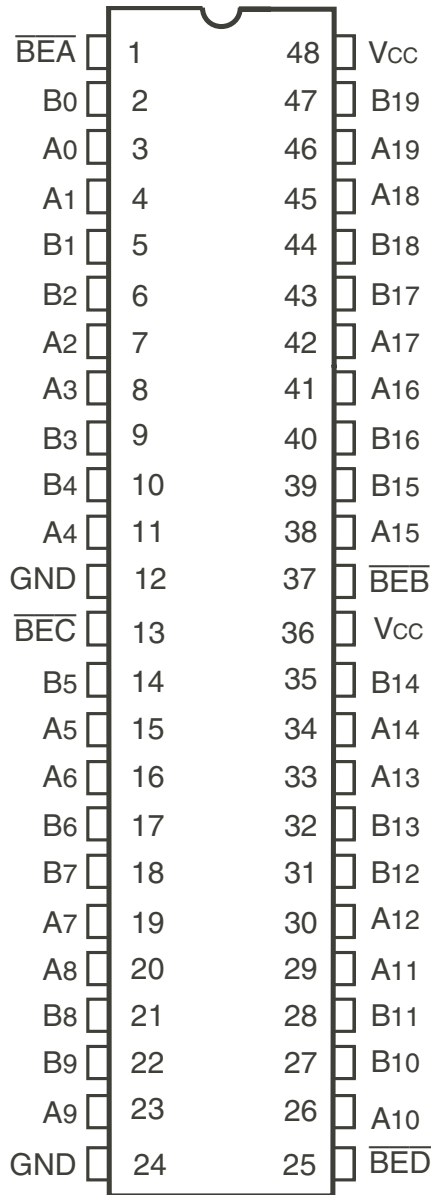 BEA 1 48 VCC
B0 2 47 B19
A0 3 46 A19
A1 4 45 A18
B1 5 44 B18
B2 6 43 B17
A2 7 42 A17
A3 8 41 A16
B3 9 40 B16
B4 10 39 B15
A4 11 38 A15
GND 12 37 BEB
BEC 13 36 VCC
B5 14 35 B14
A5 15 34 A14
A6 16 33 A13
B6 17 32 B13
B7 18 31 B12
A7 19 30 A12
A8 20 29 A11
B8 21 28 B11
B9 22 27 B10
A9 23 26 A10
GND 24 25 BED